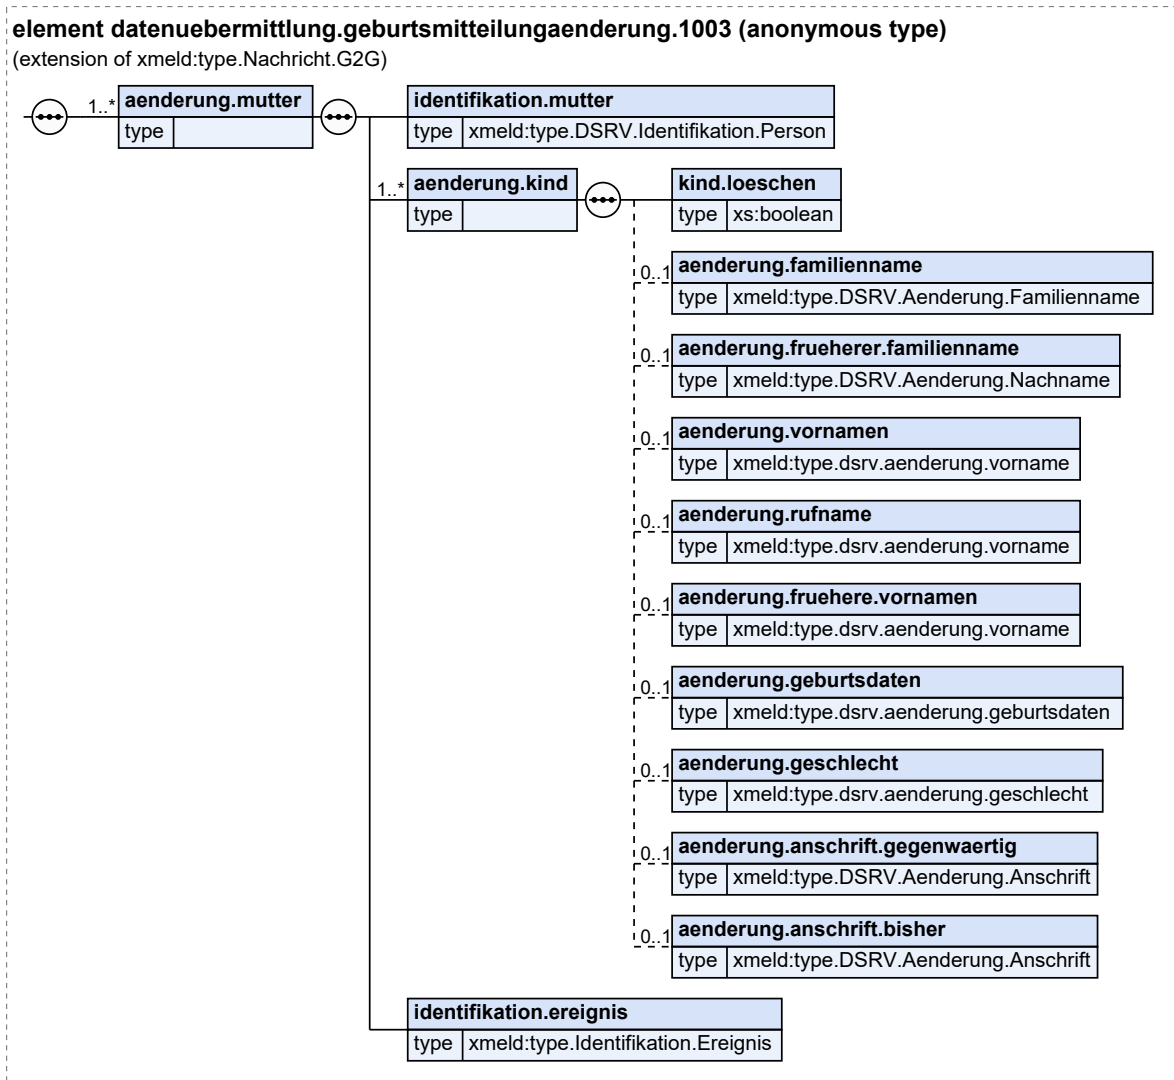 element datenuebermittlung.geburtsmitteilungaenderung.1003 (anonymous type)
(extension of xmeld:type.Nachricht.G2G)
1..*
aenderung.mutter
type
identifikation.mutter
type xmeld:type.DSRV.Identifikation.Person
1..*
aenderung.kind
type
kind.loeschen
type xs:boolean
0..1
aenderung.familienname
type xmeld:type.DSRV.Aenderung.Familienname
0..1
aenderung.frueherer.familienname
type xmeld:type.DSRV.Aenderung.Nachname
0..1
aenderung.vornamen
type xmeld:type.dsrv.aenderung.vorname
0..1
aenderung.rufname
type xmeld:type.dsrv.aenderung.vorname
0..1
aenderung.fruehere.vornamen
type xmeld:type.dsrv.aenderung.vorname
0..1
aenderung.geburtsdaten
type xmeld:type.dsrv.aenderung.geburtsdaten
0..1
aenderung.geschlecht
type xmeld:type.dsrv.aenderung.geschlecht
0..1
aenderung.anschrift.gegenwaertig
type xmeld:type.DSRV.Aenderung.Anschrift
0..1
aenderung.anschrift.bisher
type xmeld:type.DSRV.Aenderung.Anschrift
identifikation.ereignis
type xmeld:type.Identifikation.Ereignis